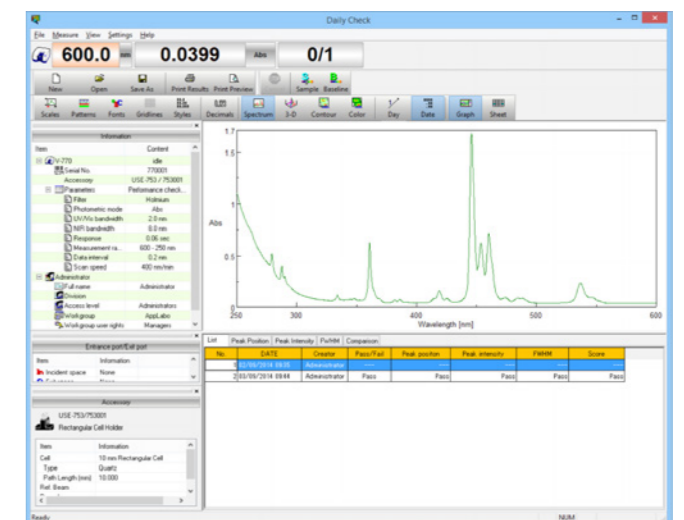 Daily Check
File Measure View Settings Help
600.0 nm 0.0399 Abs 0/1
New Open Save As Print Results Print Preview Sample Baseline
Scales Patterns Fonts Gridlines Styles Decimals Spectrum 3-D Contour Color Day Date Graph Sheet
Information
Item Content
V-770 idle
Serial No. 770001
Accessory USE-753 / 753001
Parameters Performance check...
Filter Holmium
Photometric mode Abs
UV/Vis bandwidth 2.0 nm
NIR bandwidth 8.0 nm
Response 0.06 sec
Measurement ra... 600 - 250 nm
Data interval 0.2 nm
Scan speed 400 nm/min
Administrator
Full name Administrator
Division
Access level Administrators
Workgroup AppLabo
Workgroup user rights Managers
1.7
1.5
1
Abs
0.5
0
250 300 400 500 600
Wavelength [nm]
Entrance port/Exit port
Item Information
Incident space None
Accessory
USE-753/753001
Rectangular Cell Holder
Item Information
Cell 10 mm Rectangular Cell
Type Quartz
Path Length (mm) 10.000
Ref. Beam
List Peak Position Peak Intensity FWHM Comparison
No. DATE Creator Pass/Fail Peak position Peak intensity FWHM Score
1 02/09/2014 09:35 Administrator ---- ---- ---- ---- ----
2 03/09/2014 09:44 Administrator Pass Pass Pass Pass Pass
Ready NUM